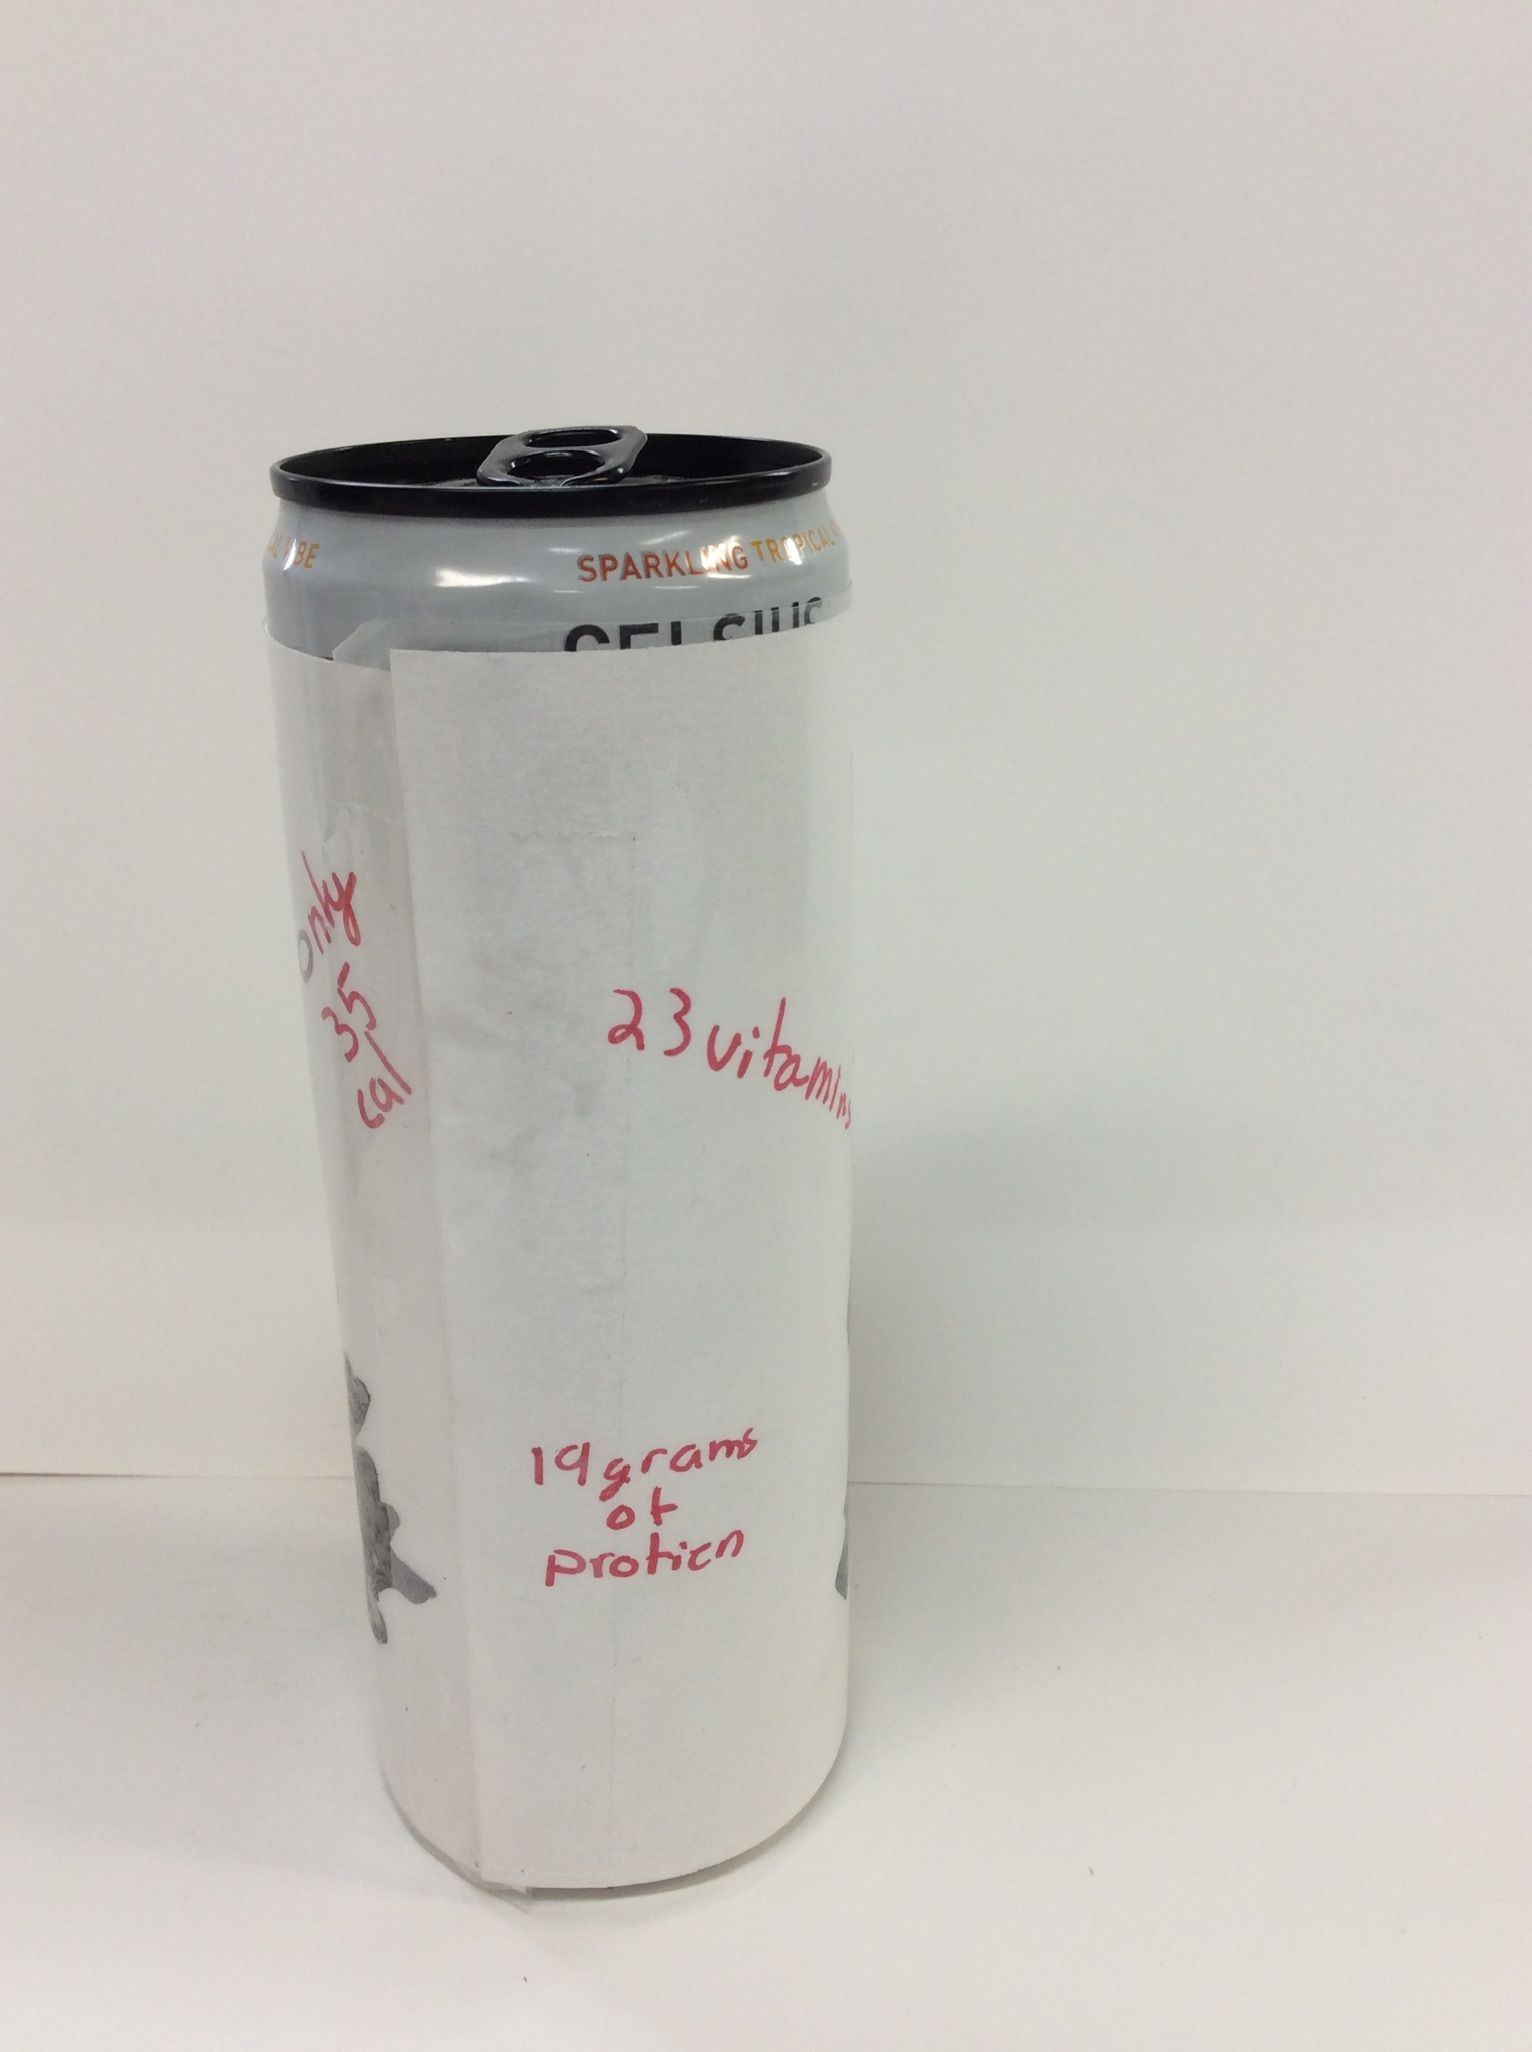 SPARKLING TROPICAL
CELSIUS
only
35
cal
23 vitamins
19 grams
of
protien